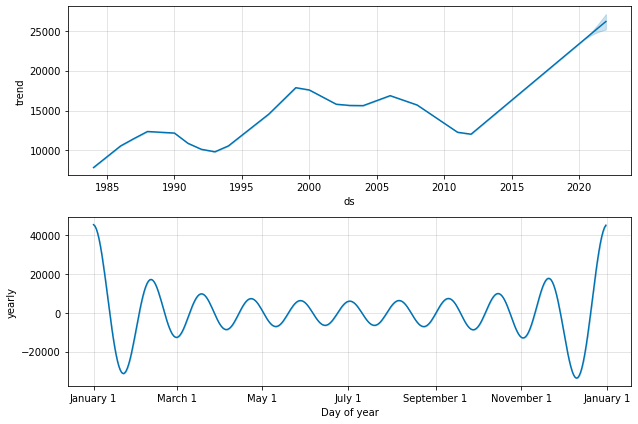 25000
20000
15000
10000
trend
1985 1990 1995 2000 2005 2010 2015 2020
ds
40000
20000
0
−20000
yearly
January 1 March 1 May 1 July 1 September 1 November 1 January 1
Day of year